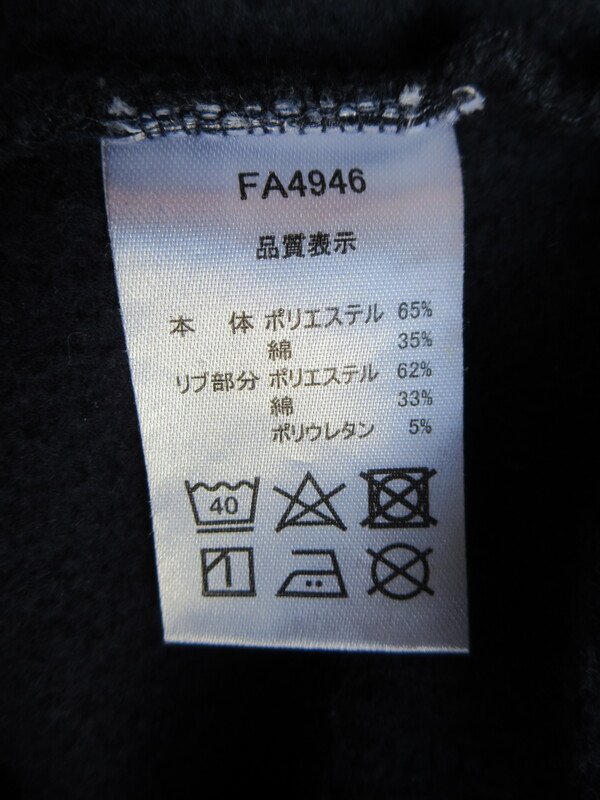 FA4946
品質表示
本 体 ポリエステル 65%
綿 35%
リブ部分 ポリエステル 62%
綿 33%
ポリウレタン 5%
40